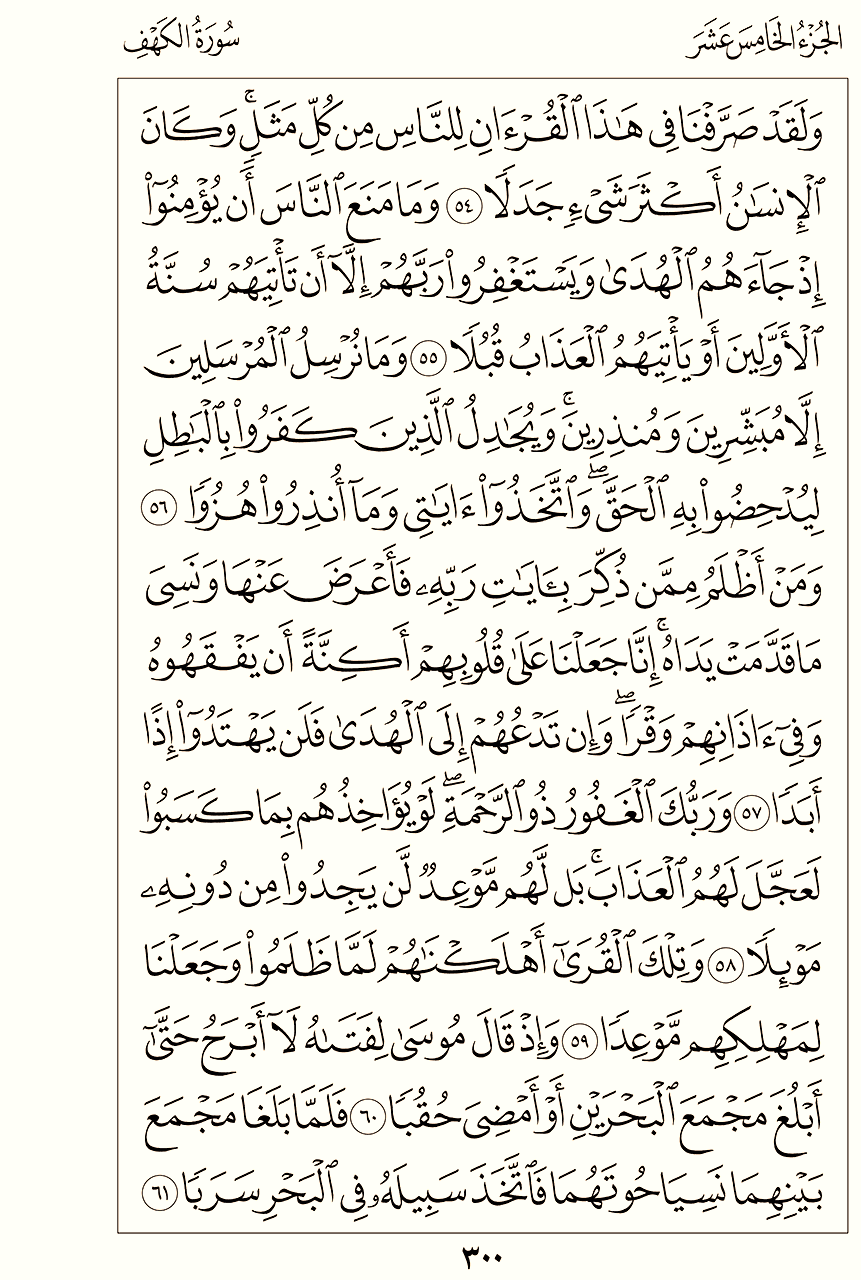 الجُزْءُ الخَامِسَ عَشَرَ
سُورَةُ الكَهْفِ
وَلَقَدْ صَرَّفْنَا فِي هَٰذَا ٱلْقُرْءَانِ لِلنَّاسِ مِن كُلِّ مَثَلٍۚ وَكَانَ
ٱلْإِنسَٰنُ أَكْثَرَ شَىْءٍ جَدَلًا ٥٤ وَمَا مَنَعَ ٱلنَّاسَ أَن يُؤْمِنُوٓا۟
إِذْ جَآءَهُمُ ٱلْهُدَىٰ وَيَسْتَغْفِرُوا۟ رَبَّهُمْ إِلَّآ أَن تَأْتِيَهُمْ سُنَّةُ
ٱلْأَوَّلِينَ أَوْ يَأْتِيَهُمُ ٱلْعَذَابُ قُبُلًا ٥٥ وَمَا نُرْسِلُ ٱلْمُرْسَلِينَ
إِلَّا مُبَشِّرِينَ وَمُنذِرِينَۚ وَيُجَٰدِلُ ٱلَّذِينَ كَفَرُوا۟ بِٱلْبَٰطِلِ
لِيُدْحِضُوا۟ بِهِ ٱلْحَقَّۖ وَٱتَّخَذُوٓا۟ ءَايَٰتِى وَمَآ أُنذِرُوا۟ هُزُوًا ٥٦
وَمَنْ أَظْلَمُ مِمَّن ذُكِّرَ بِـَٔايَٰتِ رَبِّهِۦ فَأَعْرَضَ عَنْهَا وَنَسِىَ
مَا قَدَّمَتْ يَدَاهُۚ إِنَّا جَعَلْنَا عَلَىٰ قُلُوبِهِمْ أَكِنَّةً أَن يَفْقَهُوهُ
وَفِىٓ ءَاذَانِهِمْ وَقْرًاۖ وَإِن تَدْعُهُمْ إِلَى ٱلْهُدَىٰ فَلَن يَهْتَدُوٓا۟ إِذًا
أَبَدًا ٥٧ وَرَبُّكَ ٱلْغَفُورُ ذُو ٱلرَّحْمَةِۖ لَوْ يُؤَاخِذُهُم بِمَا كَسَبُوا۟
لَعَجَّلَ لَهُمُ ٱلْعَذَابَۚ بَل لَّهُم مَّوْعِدٌ لَّن يَجِدُوا۟ مِن دُونِهِۦ
مَوْئِلًا ٥٨ وَتِلْكَ ٱلْقُرَىٰٓ أَهْلَكْنَٰهُمْ لَمَّا ظَلَمُوا۟ وَجَعَلْنَا
لِمَهْلِكِهِم مَّوْعِدًا ٥٩ وَإِذْ قَالَ مُوسَىٰ لِفَتَىٰهُ لَآ أَبْرَحُ حَتَّىٰٓ
أَبْلُغَ مَجْمَعَ ٱلْبَحْرَيْنِ أَوْ أَمْضِىَ حُقُبًا ٦٠ فَلَمَّا بَلَغَا مَجْمَعَ
بَيْنِهِمَا نَسِيَا حُوتَهُمَا فَٱتَّخَذَ سَبِيلَهُۥ فِى ٱلْبَحْرِ سَرَبًا ٦١
٣٠٠